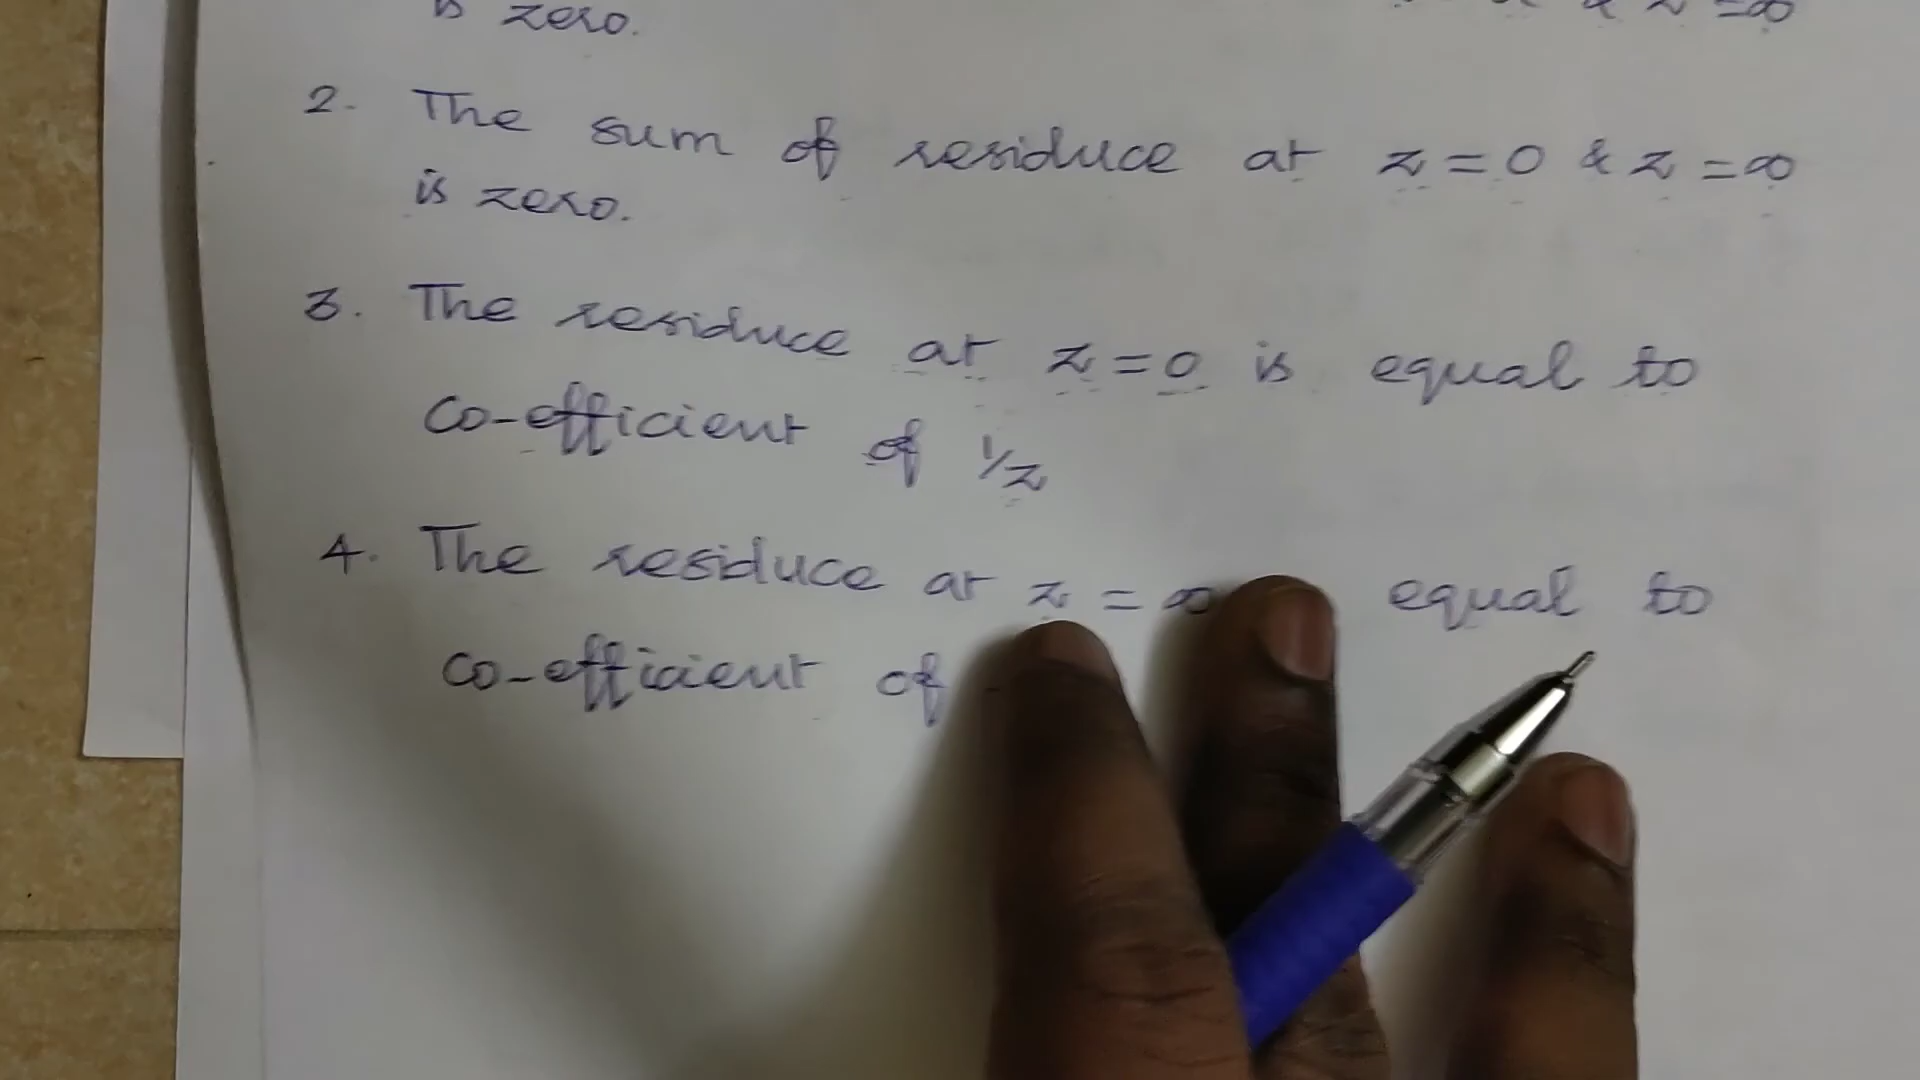 is zero.
& z = ∞
2. The sum of residuce at z = 0 & z = ∞
is zero.
3. The residuce at z = 0 is equal to
co-efficient of 1/z
4. The residuce at z = ∞ equal to
co-efficient of